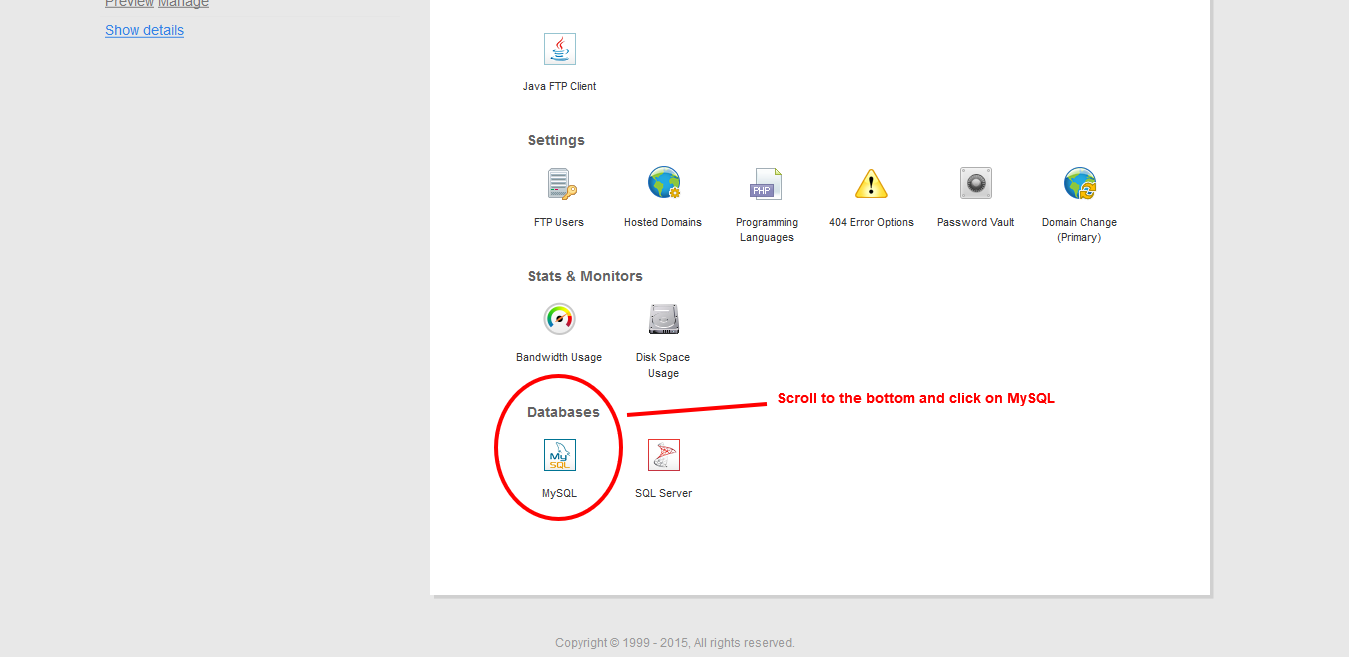 Preview Manage
Show details
Java FTP Client
Settings
PHP
FTP Users
Hosted Domains
Programming
Languages
404 Error Options
Password Vault
Domain Change
(Primary)
Stats & Monitors
Bandwidth Usage
Disk Space
Usage
Databases
Scroll to the bottom and click on MySQL
My
SQL
MySQL
SQL Server
Copyright © 1999 - 2015, All rights reserved.